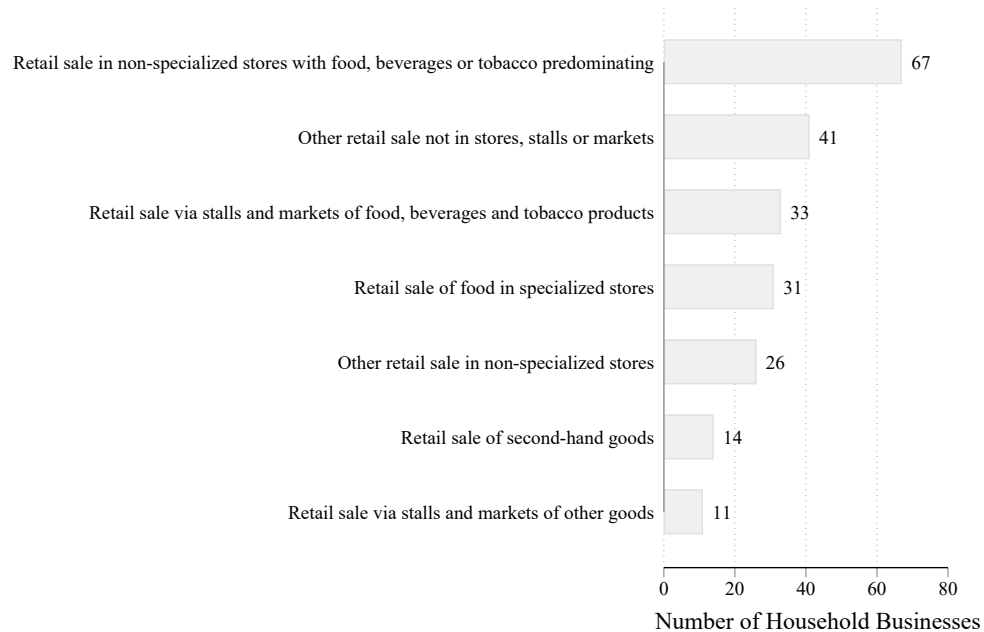 Retail sale in non-specialized stores with food, beverages or tobacco predominating 67
Other retail sale not in stores, stalls or markets 41
Retail sale via stalls and markets of food, beverages and tobacco products 33
Retail sale of food in specialized stores 31
Other retail sale in non-specialized stores 26
Retail sale of second-hand goods 14
Retail sale via stalls and markets of other goods 11
0 20 40 60 80
Number of Household Businesses